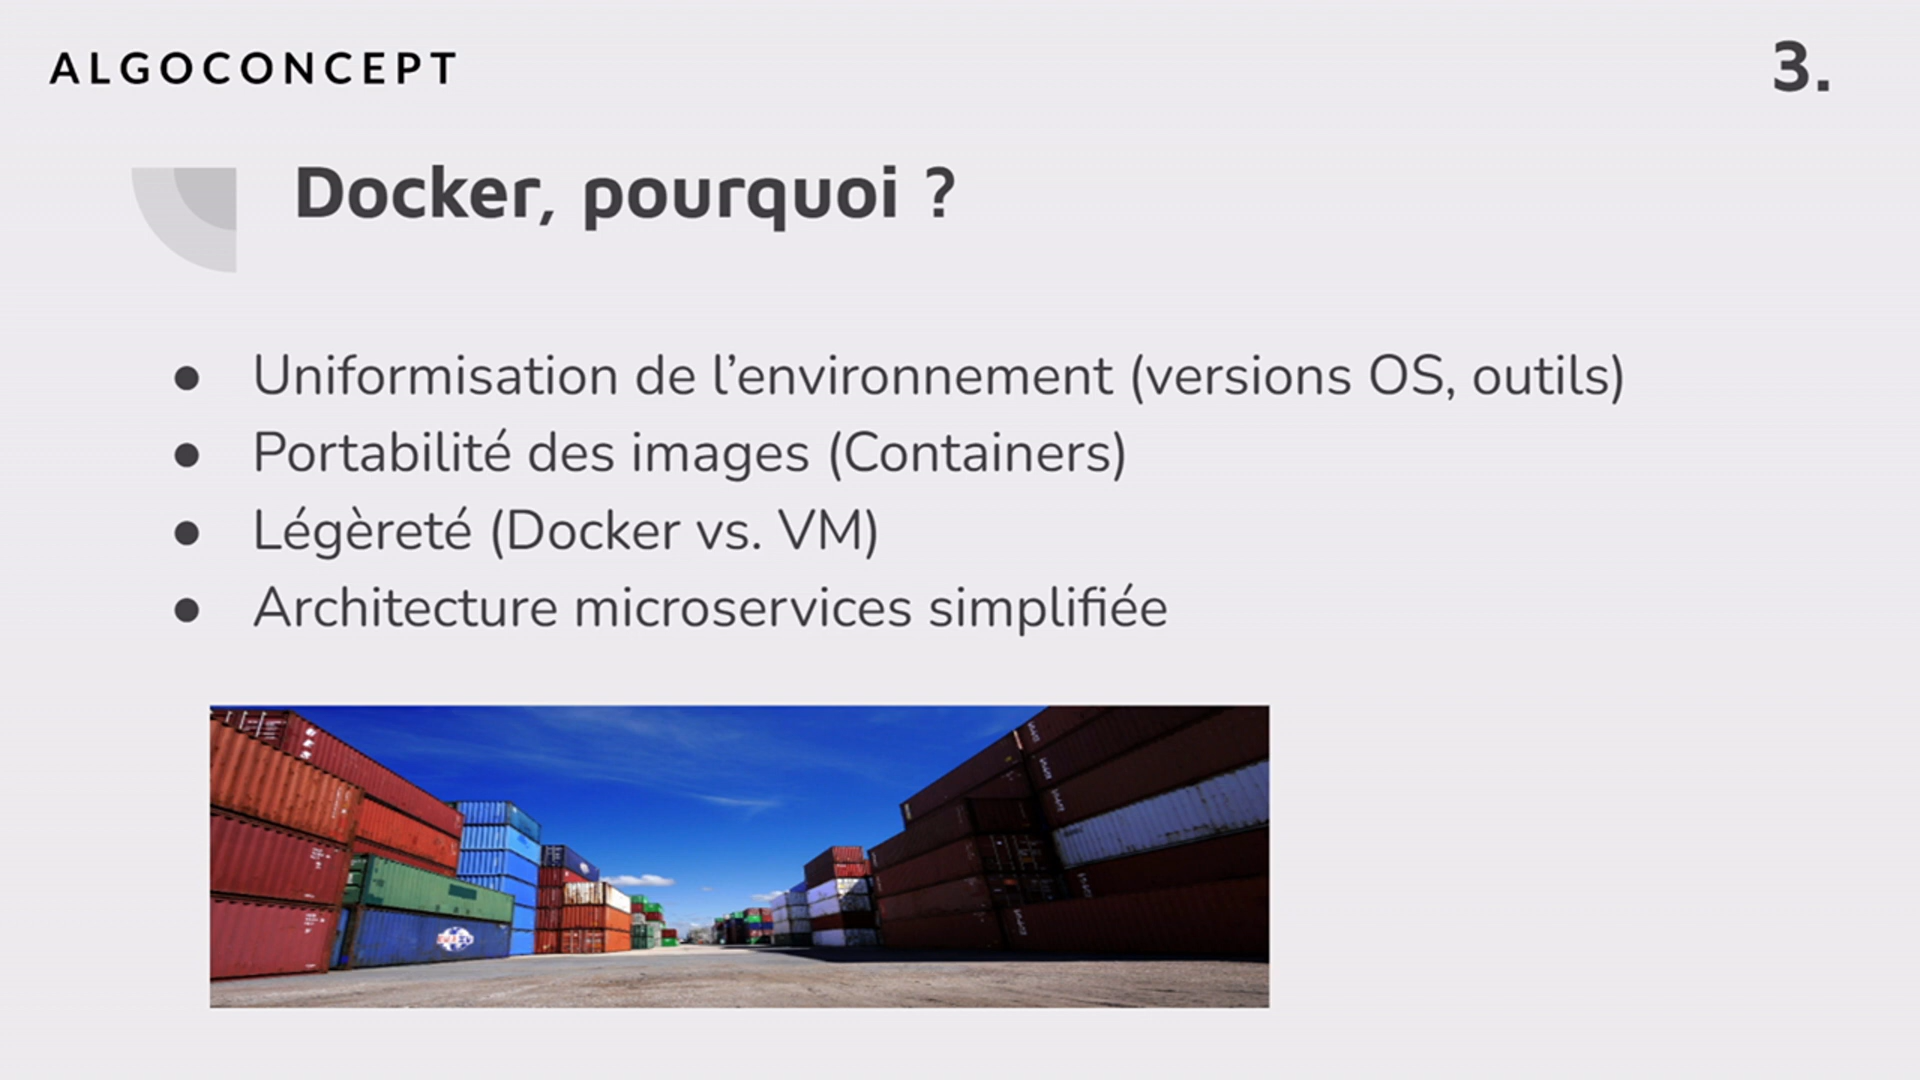 ALGOCONCEPT
3.
Docker, pourquoi ?
● Uniformisation de l’environnement (versions OS, outils)
● Portabilité des images (Containers)
● Légèreté (Docker vs. VM)
● Architecture microservices simplifiée